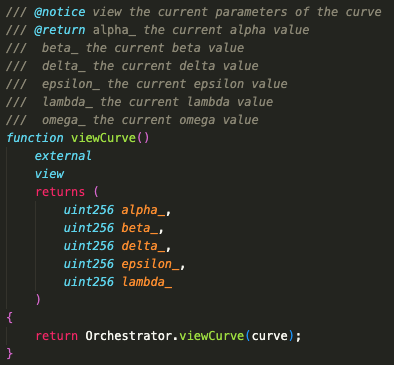 /// @notice view the current parameters of the curve
/// @return alpha_ the current alpha value
///  beta_ the current beta value
///  delta_ the current delta value
///  epsilon_ the current epsilon value
///  lambda_ the current lambda value
///  omega_ the current omega value
function viewCurve()
    external
    view
    returns (
        uint256 alpha_,
        uint256 beta_,
        uint256 delta_,
        uint256 epsilon_,
        uint256 lambda_
    )
{
    return Orchestrator.viewCurve(curve);
}